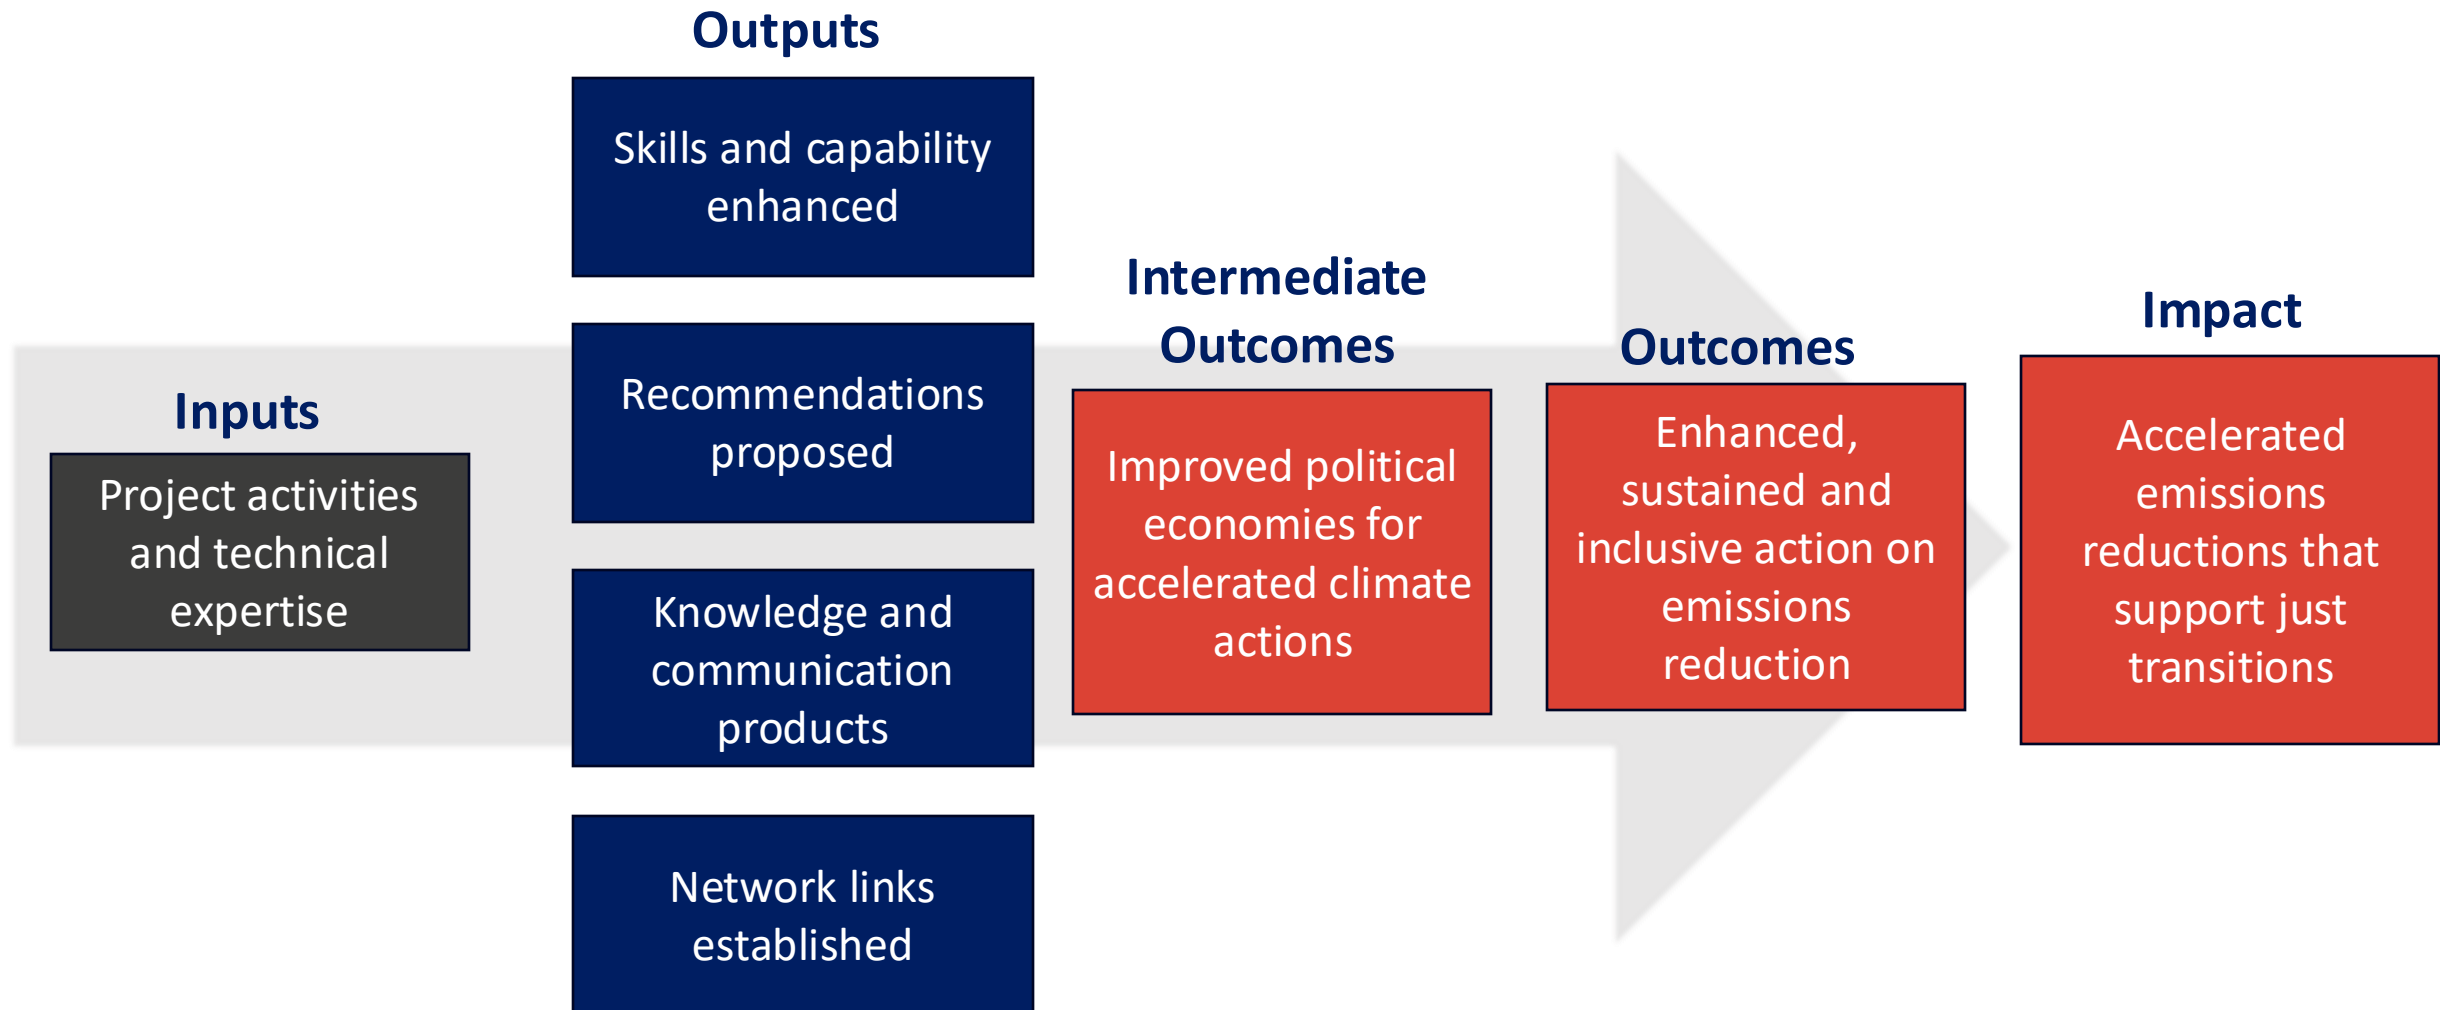 Inputs
Project activities
and technical
expertise
Outputs
Skills and capability
enhanced
Recommendations
proposed
Knowledge and
communication
products
Network links
established
Intermediate
Outcomes
Improved political
economies for
accelerated climate
actions
Outcomes
Enhanced,
sustained and
inclusive action on
emissions
reduction
Impact
Accelerated
emissions
reductions that
support just
transitions